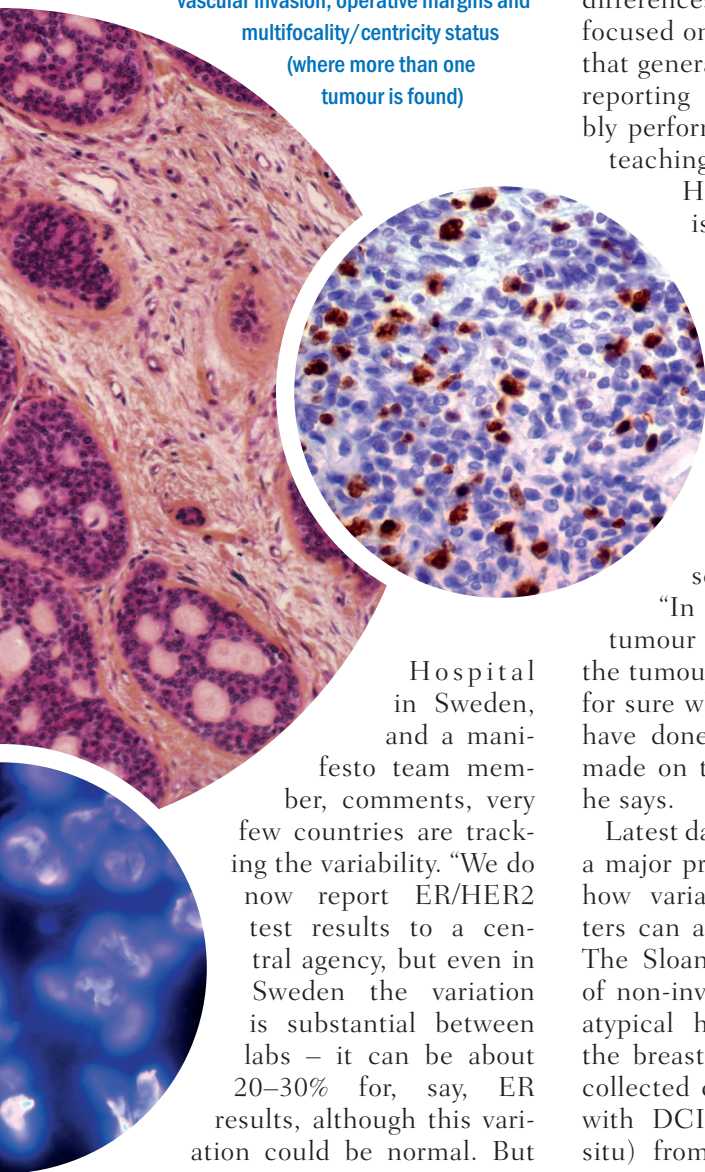 vascular invasion, operative margins and
multifocality/centricity status
(where more than one
tumour is found)
Hospital
in Sweden,
and a mani-
festo team mem-
ber, comments, very
few countries are track-
ing the variability. “We do
now report ER/HER2
test results to a cen-
tral agency, but even in
Sweden the variation
is substantial between
labs – it can be about
20–30% for, say, ER
results, although this vari-
ation could be normal. But
focused on
that genera
reporting
bly perform
teaching
H
is
“In
tumour
the tumou
for sure w
have done
made on t
he says.
Latest da
a major pr
how varia
ters can a
The Sloan
of non-inv
atypical h
the breast
collected
with DCI
situ) from